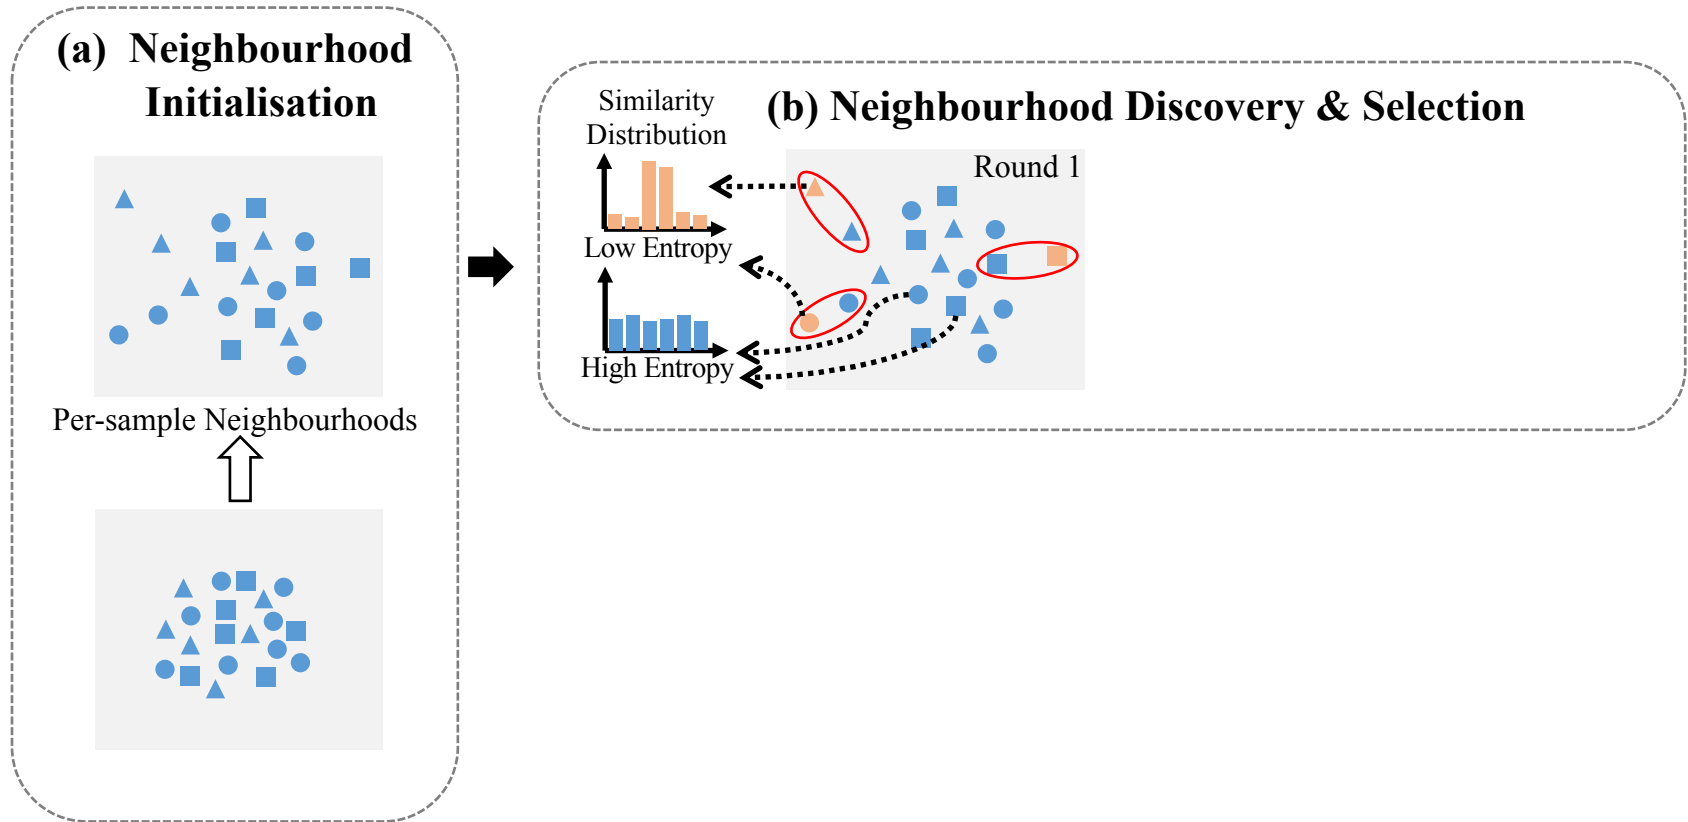 (a) Neighbourhood
Initialisation
Per-sample Neighbourhoods
(b) Neighbourhood Discovery & Selection
Similarity
Distribution
Low Entropy
High Entropy
Round 1